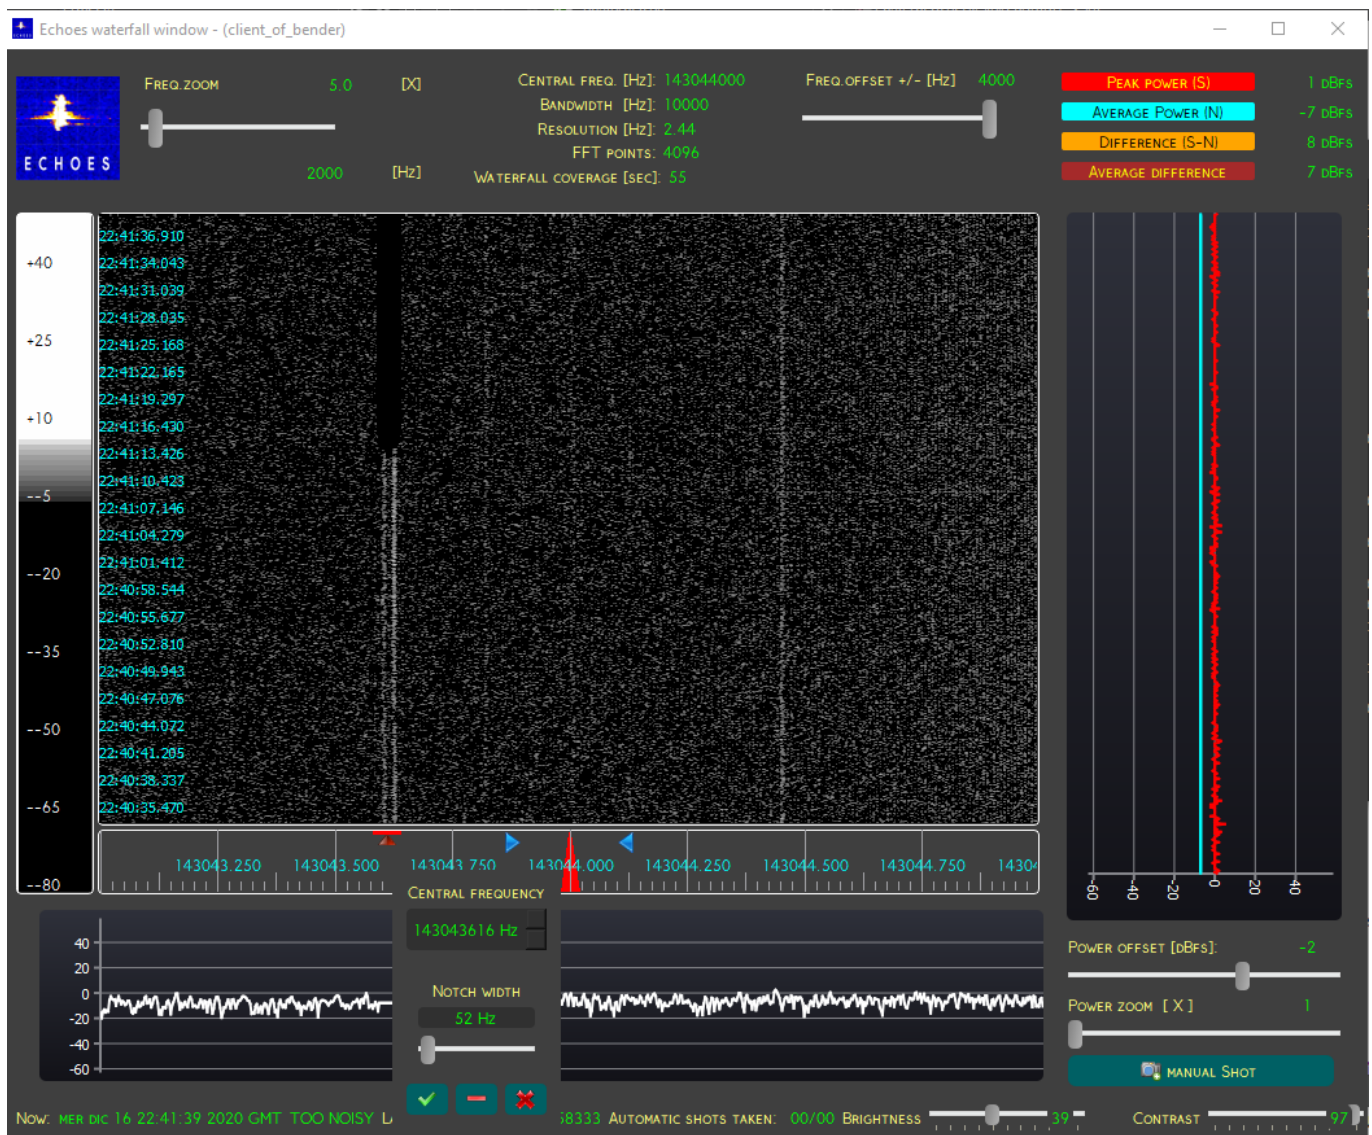 Echoes waterfall window - (client_of_bender)
ECHOES
FREQ.ZOOM 5.0 [X]
2000 [Hz]
CENTRAL FREQ. [Hz]: 143044000
BANDWIDTH [Hz]: 10000
RESOLUTION [Hz]: 2.44
FFT POINTS: 4096
WATERFALL COVERAGE [SEC]: 55
FREQ.OFFSET +/- [Hz] 4000
PEAK POWER (S) 1 DBFS
AVERAGE POWER (N) -7 DBFS
DIFFERENCE (S-N) 8 DBFS
AVERAGE DIFFERENCE 7 DBFS
+40
+25
+10
--5
--20
--35
--50
--65
--80
22:41:36.910
22:41:34.043
22:41:31.039
22:41:28.035
22:41:25.168
22:41:22.165
22:41:19.297
22:41:16.430
22:41:13.426
22:41:10.423
22:41:07.146
22:41:04.279
22:41:01.412
22:40:58.544
22:40:55.677
22:40:52.810
22:40:49.943
22:40:47.076
22:40:44.072
22:40:41.205
22:40:38.337
22:40:35.470
143043.250 143043.500 143043.750 143044.000 143044.250 143044.500 143044.750 14304
-60 -40 -20 0 20 40
CENTRAL FREQUENCY
143043616 Hz
NOTCH WIDTH
52 Hz
40
20
0
-20
-40
-60
POWER OFFSET [DBFS]: -2
POWER ZOOM [ X ] 1
MANUAL SHOT
NOW: MER DIC 16 22:41:39 2020 GMT TOO NOISY LA 58333 AUTOMATIC SHOTS TAKEN: 00/00 BRIGHTNESS 39 CONTRAST 97